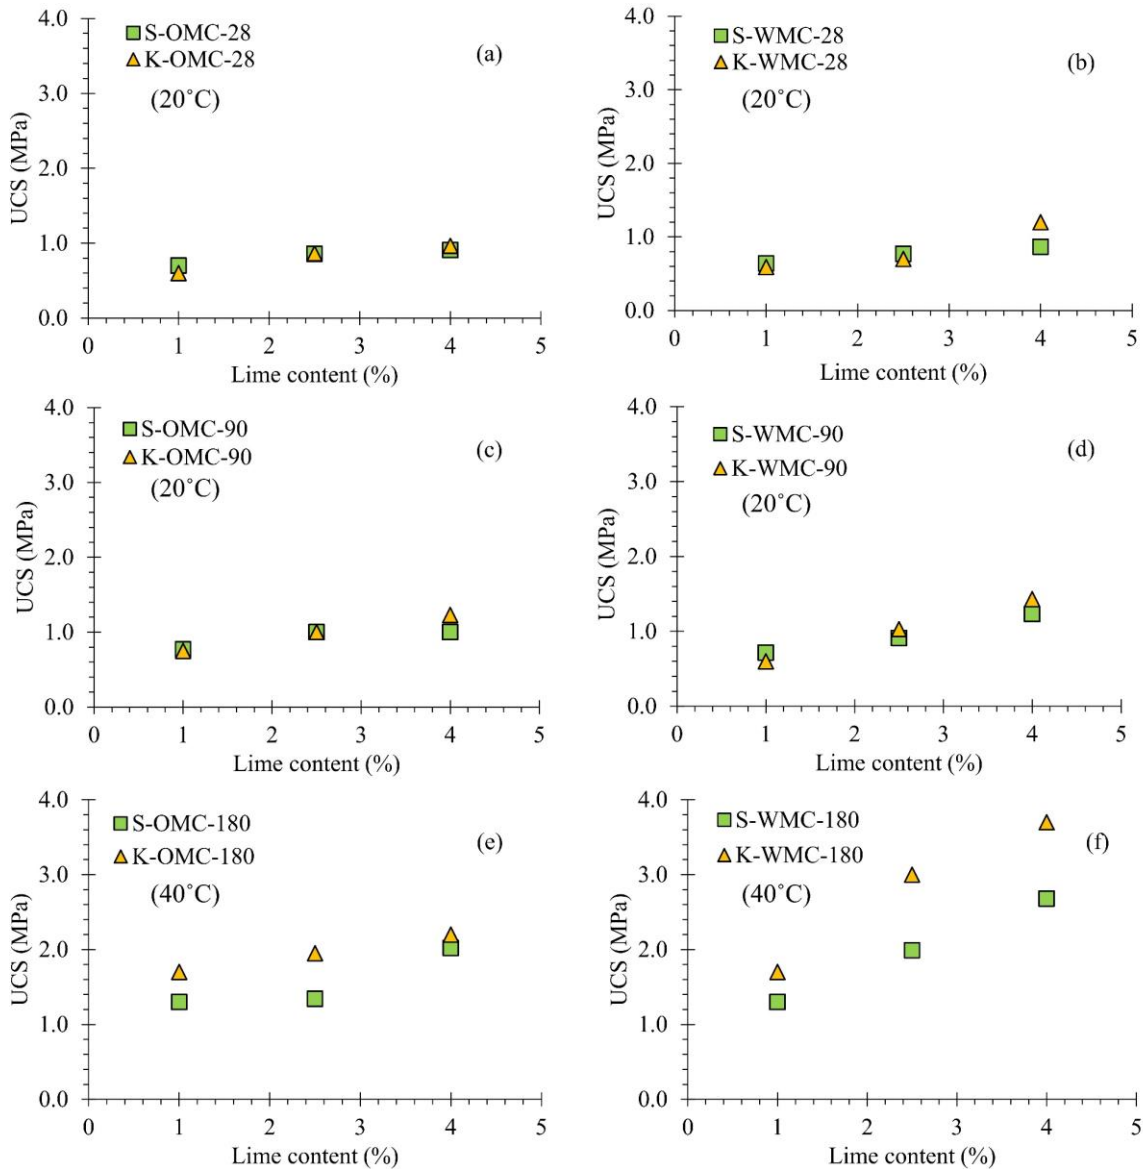 4.0
3.0
2.0
1.0
0.0
UCS (MPa)
S-OMC-28
K-OMC-28
(20˚C)
(a)
0 1 2 3 4 5
Lime content (%)
4.0
3.0
2.0
1.0
0.0
UCS (MPa)
S-WMC-28
K-WMC-28
(20˚C)
(b)
0 1 2 3 4 5
Lime content (%)
4.0
3.0
2.0
1.0
0.0
UCS (MPa)
S-OMC-90
K-OMC-90
(20˚C)
(c)
0 1 2 3 4 5
Lime content (%)
4.0
3.0
2.0
1.0
0.0
UCS (MPa)
S-WMC-90
K-WMC-90
(20˚C)
(d)
0 1 2 3 4 5
Lime content (%)
4.0
3.0
2.0
1.0
0.0
UCS (MPa)
S-OMC-180
K-OMC-180
(40˚C)
(e)
0 1 2 3 4 5
Lime content (%)
4.0
3.0
2.0
1.0
0.0
UCS (MPa)
S-WMC-180
K-WMC-180
(40˚C)
(f)
0 1 2 3 4 5
Lime content (%)